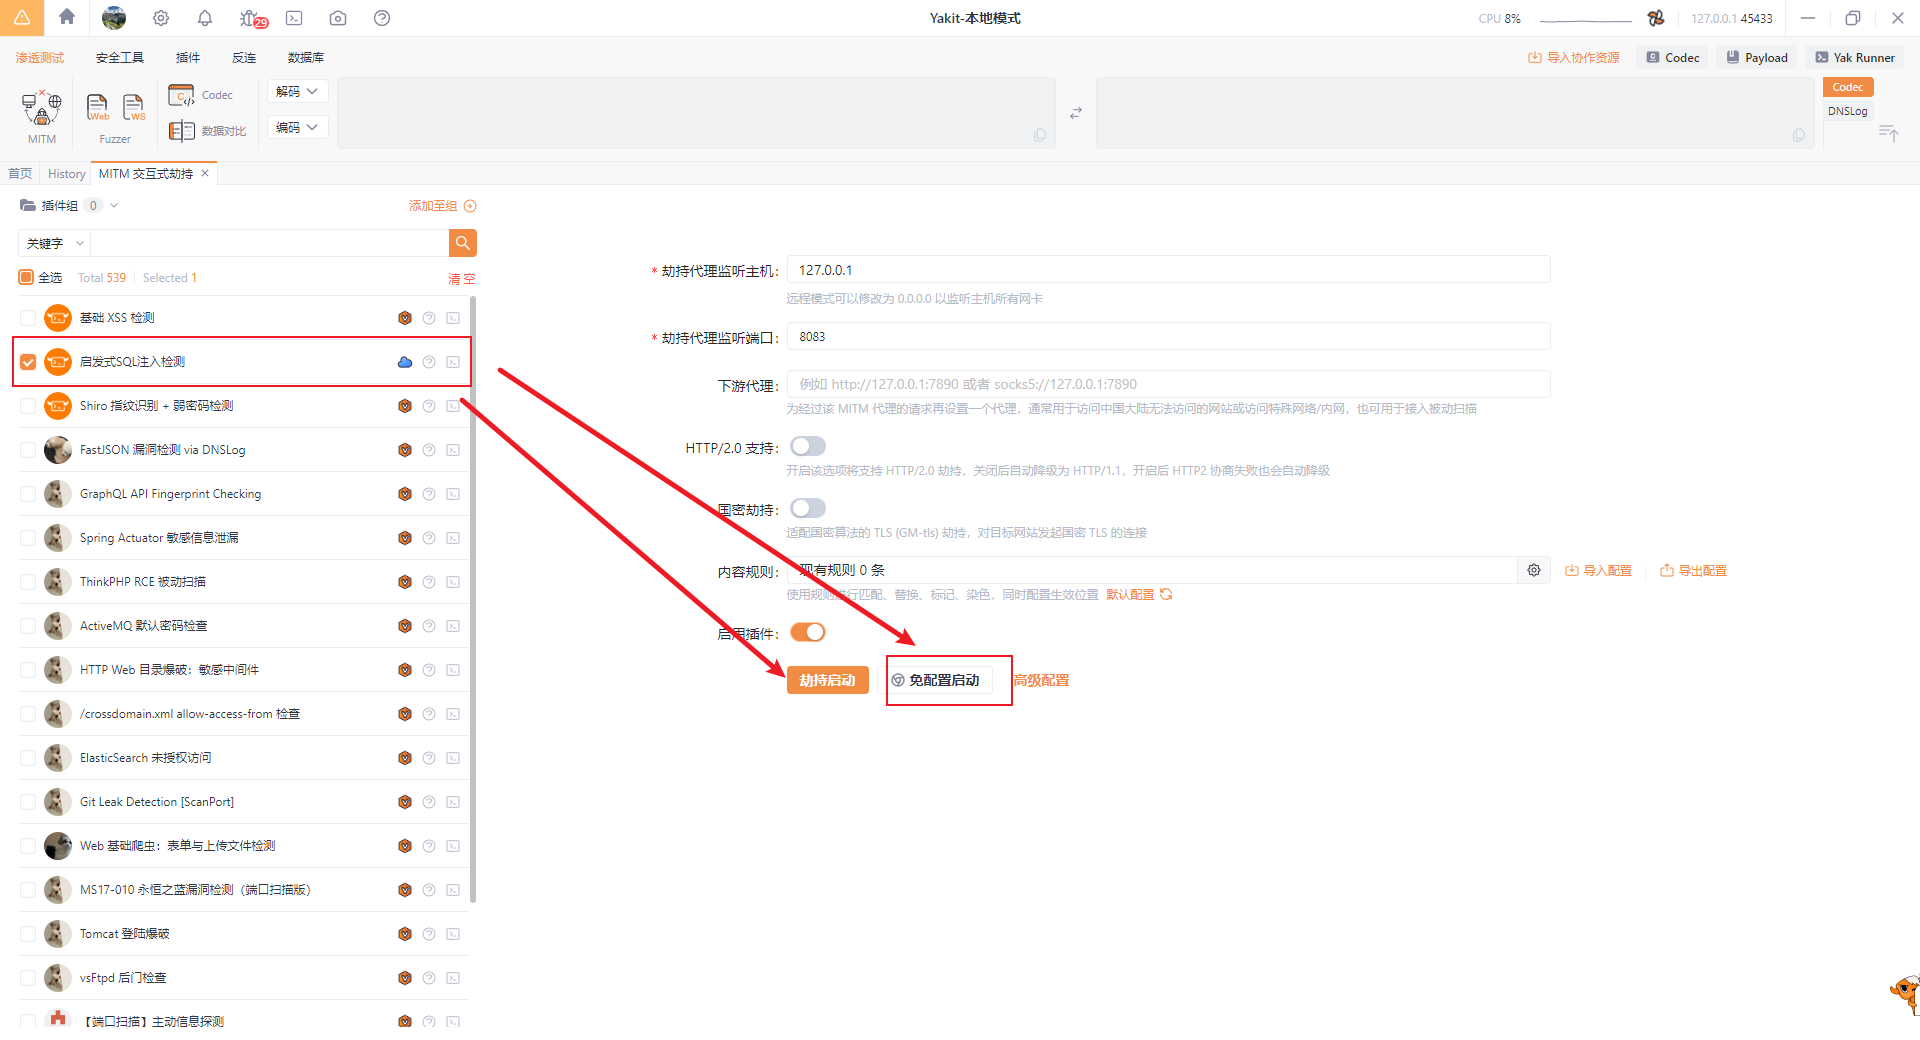 29
Yakit-本地模式
CPU 8%
127.0.0.1 45433
渗透测试
安全工具
插件
反连
数据库
导入协作资源
Codec
Payload
Yak Runner
MITM
Web
WS
Fuzzer
Codec
数据对比
解码
编码
Codec
DNSLog
首页
History
MITM 交互式劫持
插件组 0
添加至组
关键字
全选
Total 539
Selected 1
清 空
基础 XSS 检测
启发式SQL注入检测
Shiro 指纹识别 + 弱密码检测
FastJSON 漏洞检测 via DNSLog
GraphQL API Fingerprint Checking
Spring Actuator 敏感信息泄漏
ThinkPHP RCE 被动扫描
ActiveMQ 默认密码检查
HTTP Web 目录爆破：敏感中间件
/crossdomain.xml allow-access-from 检查
ElasticSearch 未授权访问
Git Leak Detection [ScanPort]
Web 基础爬虫：表单与上传文件检测
MS17-010 永恒之蓝漏洞检测（端口扫描版）
Tomcat 登陆爆破
vsFtpd 后门检查
【端口扫描】主动信息探测
* 劫持代理监听主机：
127.0.0.1
远程模式可以修改为 0.0.0.0 以监听主机所有网卡
* 劫持代理监听端口：
8083
下游代理：
例如 http://127.0.0.1:7890 或者 socks5://127.0.0.1:7890
为经过该 MITM 代理的请求再设置一个代理，通常用于访问中国大陆无法访问的网站或访问特殊网络/内网，也可用于接入被动扫描
HTTP/2.0 支持：
开启该选项将支持 HTTP/2.0 劫持，关闭后自动降级为 HTTP/1.1，开启后 HTTP2 协商失败也会自动降级
国密劫持：
适配国密算法的 TLS (GM-tls) 劫持，对目标网站发起国密 TLS 的连接
内容规则：
现有规则 0 条
导入配置
导出配置
使用规则进行匹配、替换、标记、染色，同时配置生效位置
默认配置
启用插件：
劫持启动
免配置启动
高级配置